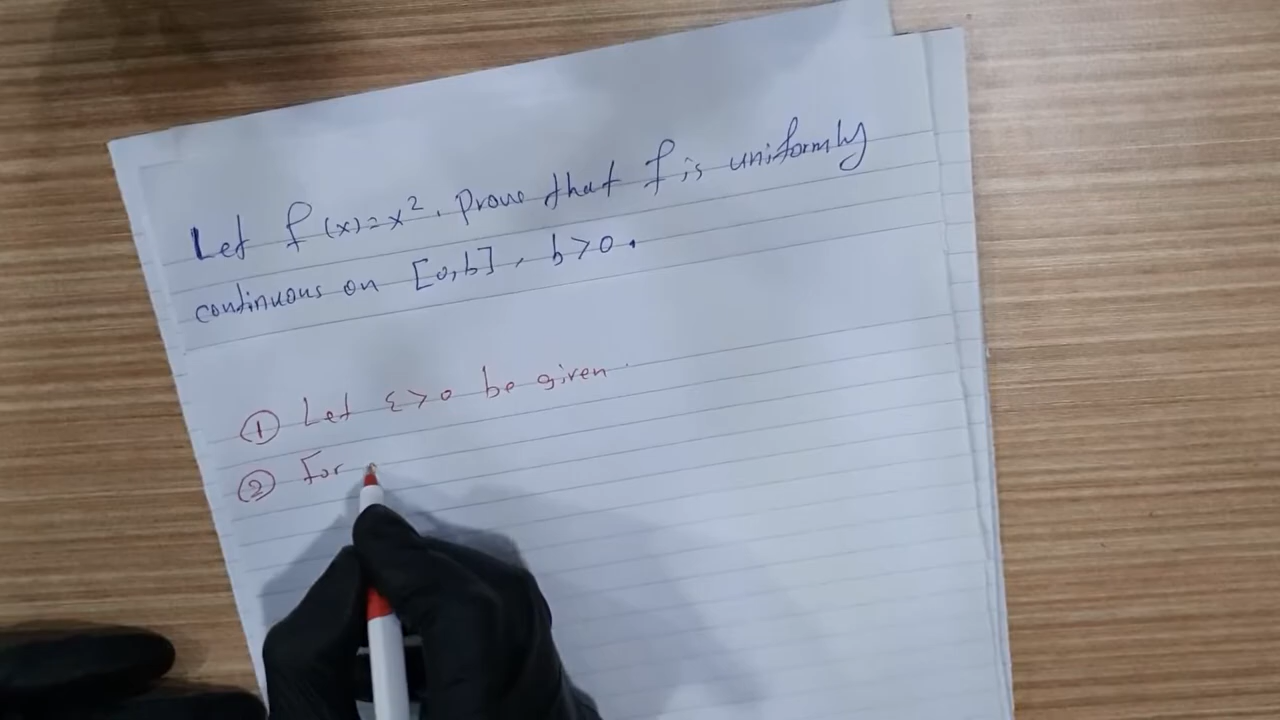 Let f(x)=x². Prove that f is uniformly
continuous on [0,b], b>0.
① Let ε>0 be given.
② For